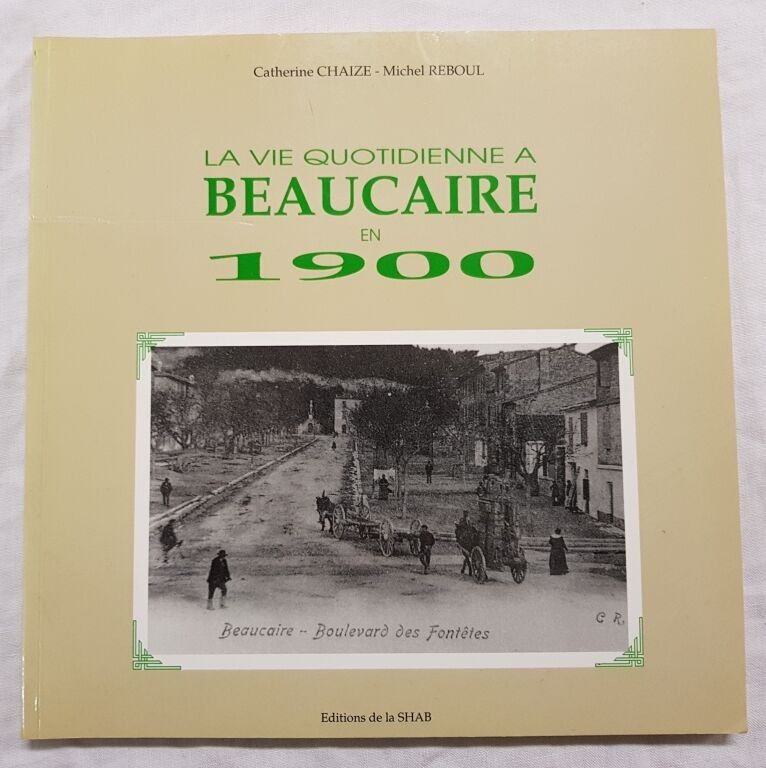 Catherine CHAIZE - Michel REBOUL
LA VIE QUOTIDIENNE A
BEAUCAIRE
EN
1900
Beaucaire -- Boulevard des Fontêtes
C R.
Editions de la SHAB